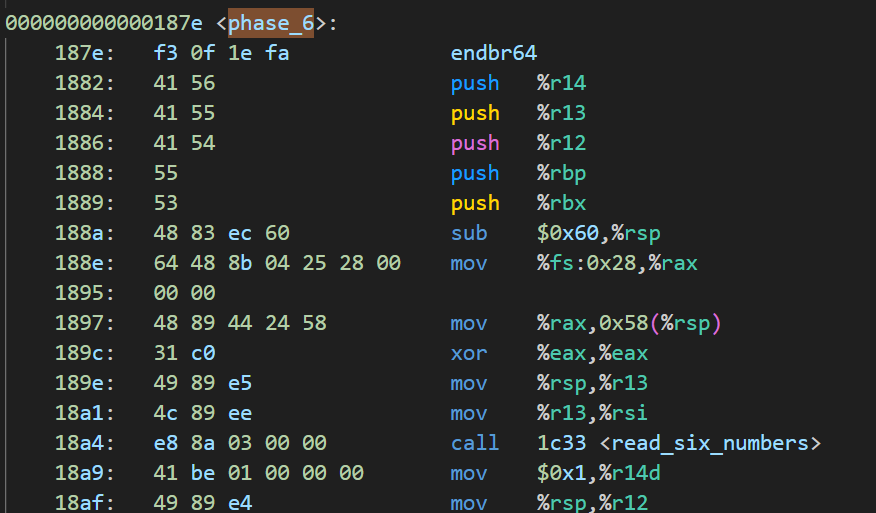 000000000000187e <phase_6>:
187e: f3 0f 1e fa endbr64
1882: 41 56 push %r14
1884: 41 55 push %r13
1886: 41 54 push %r12
1888: 55 push %rbp
1889: 53 push %rbx
188a: 48 83 ec 60 sub $0x60,%rsp
188e: 64 48 8b 04 25 28 00 mov %fs:0x28,%rax
1895: 00 00
1897: 48 89 44 24 58 mov %rax,0x58(%rsp)
189c: 31 c0 xor %eax,%eax
189e: 49 89 e5 mov %rsp,%r13
18a1: 4c 89 ee mov %r13,%rsi
18a4: e8 8a 03 00 00 call 1c33 <read_six_numbers>
18a9: 41 be 01 00 00 00 mov $0x1,%r14d
18af: 49 89 e4 mov %rsp,%r12